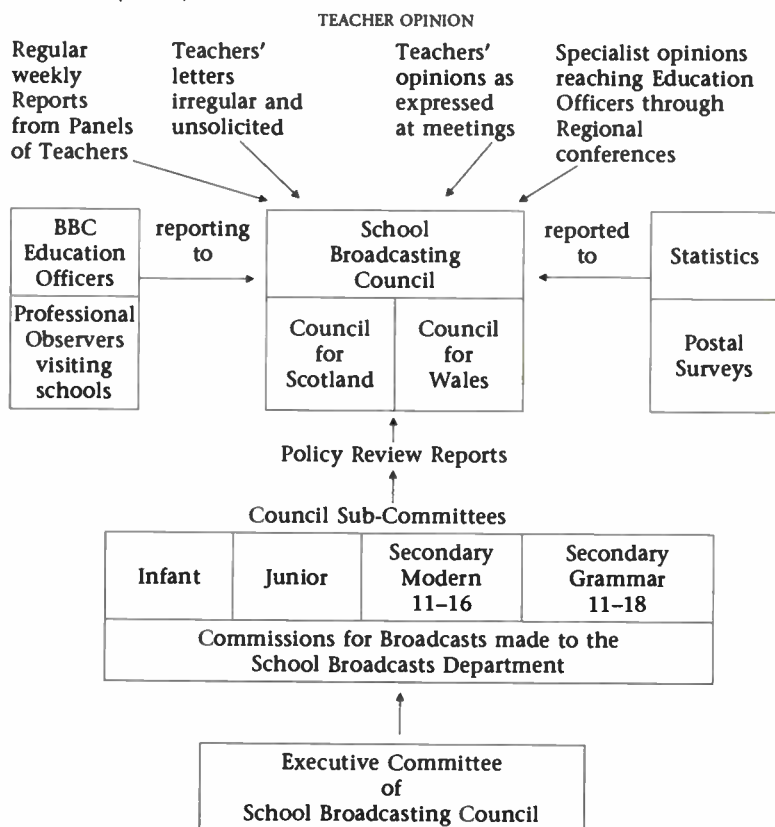 TEACHER OPINION
Regular
weekly
Reports
from Panels
of Teachers
Teachers'
letters
irregular and
unsolicited
Teachers'
opinions as
expressed
at meetings
Specialist opinions
reaching Education
Officers through
Regional
conferences
BBC
Education
Officers
Professional
Observers
visiting
schools
reporting
to
School
Broadcasting
Council
Council
for
Scotland
Council
for
Wales
reported
to
Statistics
Postal
Surveys
Policy Review Reports
Council Sub-Committees
Infant
Junior
Secondary
Modern
11–16
Secondary
Grammar
11–18
Commissions for Broadcasts made to the
School Broadcasts Department
Executive Committee
of
School Broadcasting Council